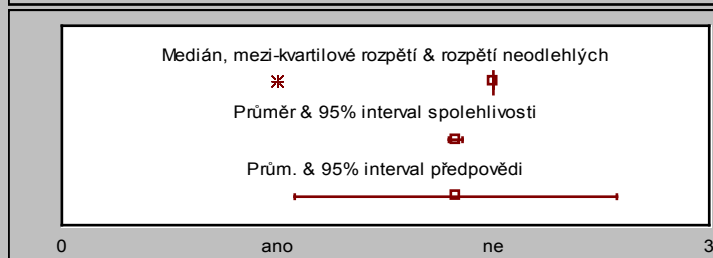 Medián, mezi-kvartilové rozpětí & rozpětí neodlehlých
Průměr & 95% interval spolehlivosti
Prům. & 95% interval předpovědi
0 ano ne 3